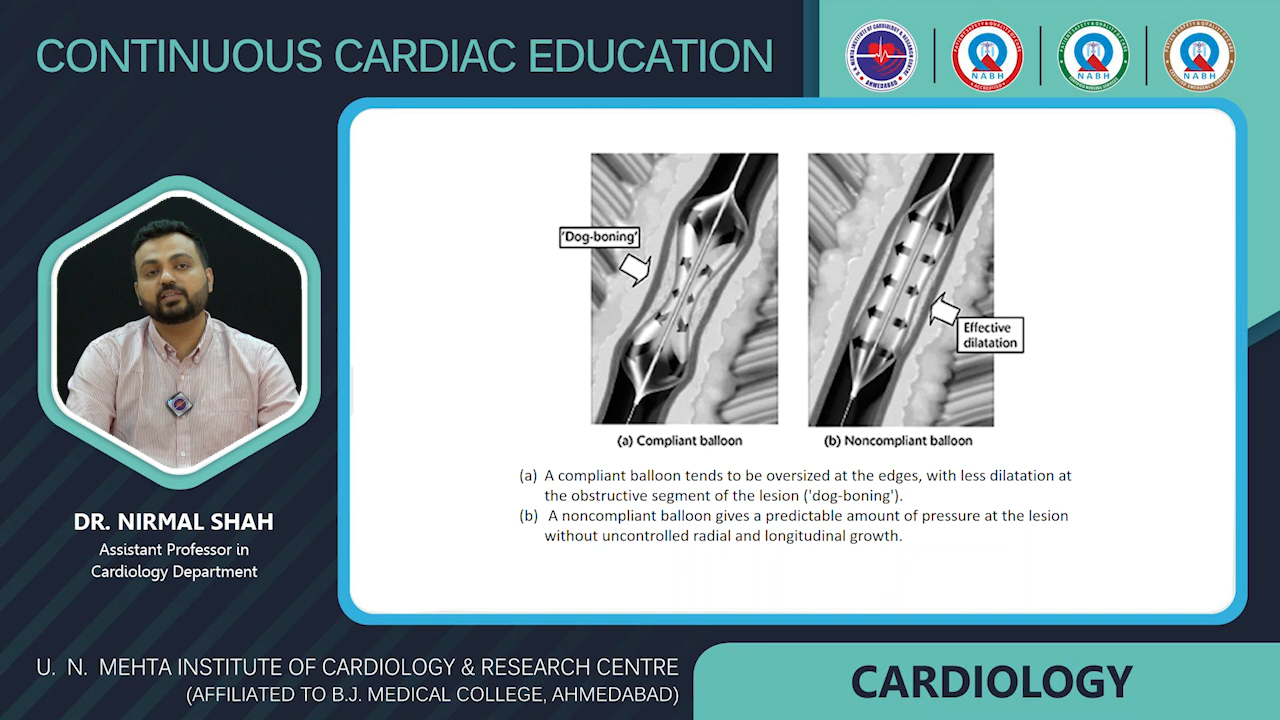 CONTINUOUS CARDIAC EDUCATION
NABH
NABH
NABH
'Dog-boning'
Effective
dilatation
(a) Compliant balloon
(b) Noncompliant balloon
(a) A compliant balloon tends to be oversized at the edges, with less dilatation at
the obstructive segment of the lesion ('dog-boning').
(b) A noncompliant balloon gives a predictable amount of pressure at the lesion
without uncontrolled radial and longitudinal growth.
DR. NIRMAL SHAH
Assistant Professor in
Cardiology Department
U. N. MEHTA INSTITUTE OF CARDIOLOGY & RESEARCH CENTRE
(AFFILIATED TO B.J. MEDICAL COLLEGE, AHMEDABAD)
CARDIOLOGY